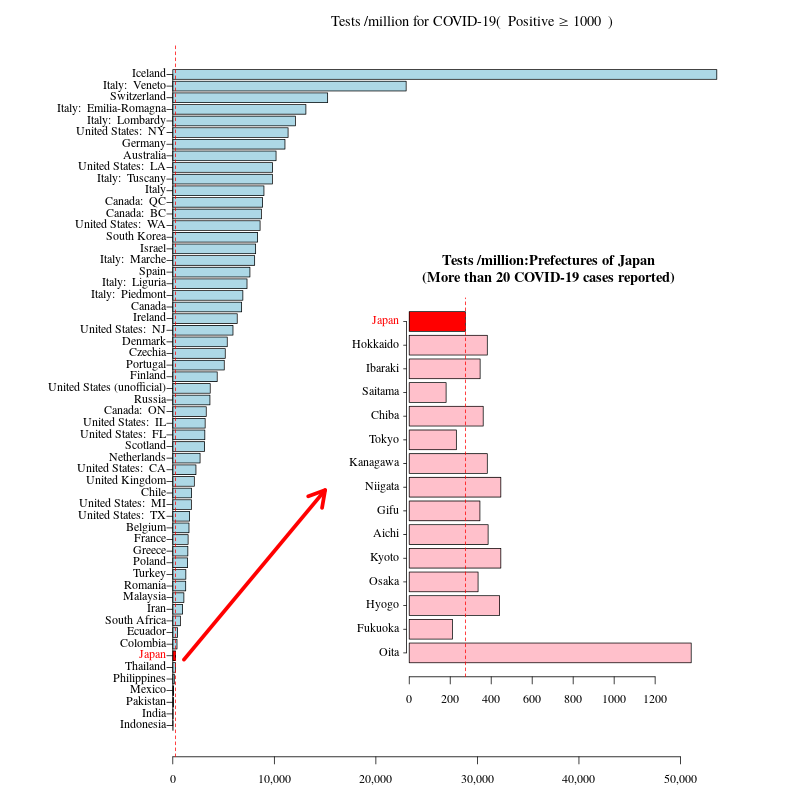 Tests /million for COVID-19(  Positive ≥ 1000  )
Iceland
Italy:  Veneto
Switzerland
Italy:  Emilia-Romagna
Italy:  Lombardy
United States:  NY
Germany
Australia
United States:  LA
Italy:  Tuscany
Italy
Canada:  QC
Canada:  BC
United States:  WA
South Korea
Israel
Italy:  Marche
Spain
Italy:  Liguria
Italy:  Piedmont
Canada
Ireland
United States:  NJ
Denmark
Czechia
Portugal
Finland
United States (unofficial)
Russia
Canada:  ON
United States:  IL
United States:  FL
Scotland
Netherlands
United States:  CA
United Kingdom
Chile
United States:  MI
United States:  TX
Belgium
France
Greece
Poland
Turkey
Romania
Malaysia
Iran
South Africa
Ecuador
Colombia
Japan
Thailand
Philippines
Mexico
Pakistan
India
Indonesia
0 10,000 20,000 30,000 40,000 50,000
Tests /million:Prefectures of Japan
(More than 20 COVID-19 cases reported)
Japan
Hokkaido
Ibaraki
Saitama
Chiba
Tokyo
Kanagawa
Niigata
Gifu
Aichi
Kyoto
Osaka
Hyogo
Fukuoka
Oita
0 200 400 600 800 1000 1200